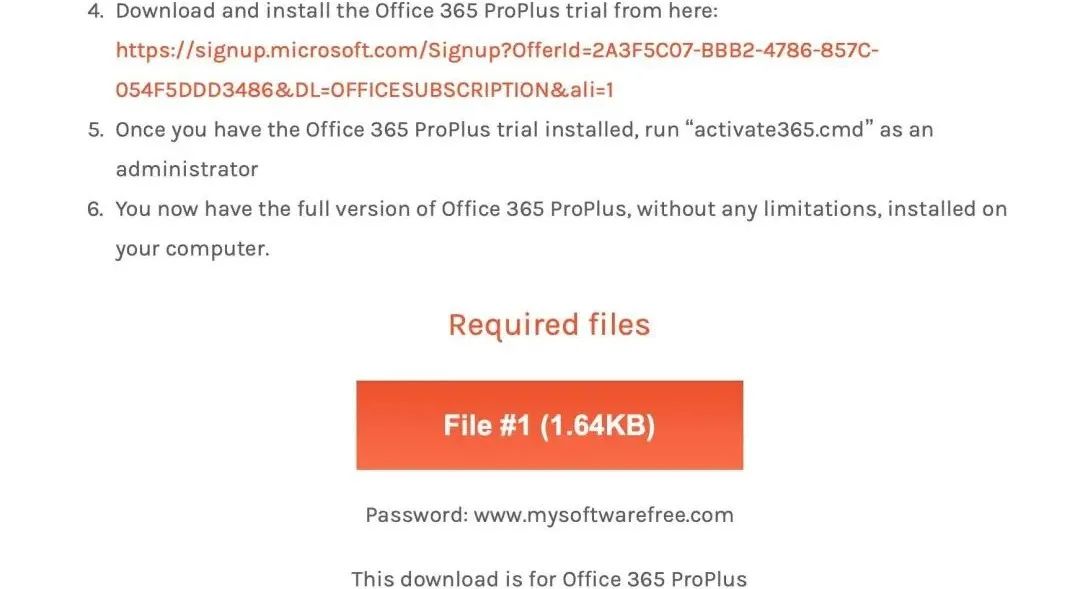 4. Download and install the Office 365 ProPlus trial from here:
https://signup.microsoft.com/Signup?OfferId=2A3F5C07-BBB2-4786-857C-
054F5DDD3486&DL=OFFICESUBSCRIPTION&ali=1
5. Once you have the Office 365 ProPlus trial installed, run “activate365.cmd” as an
administrator
6. You now have the full version of Office 365 ProPlus, without any limitations, installed on
your computer.
Required files
File #1 (1.64KB)
Password: www.mysoftwarefree.com
This download is for Office 365 ProPlus